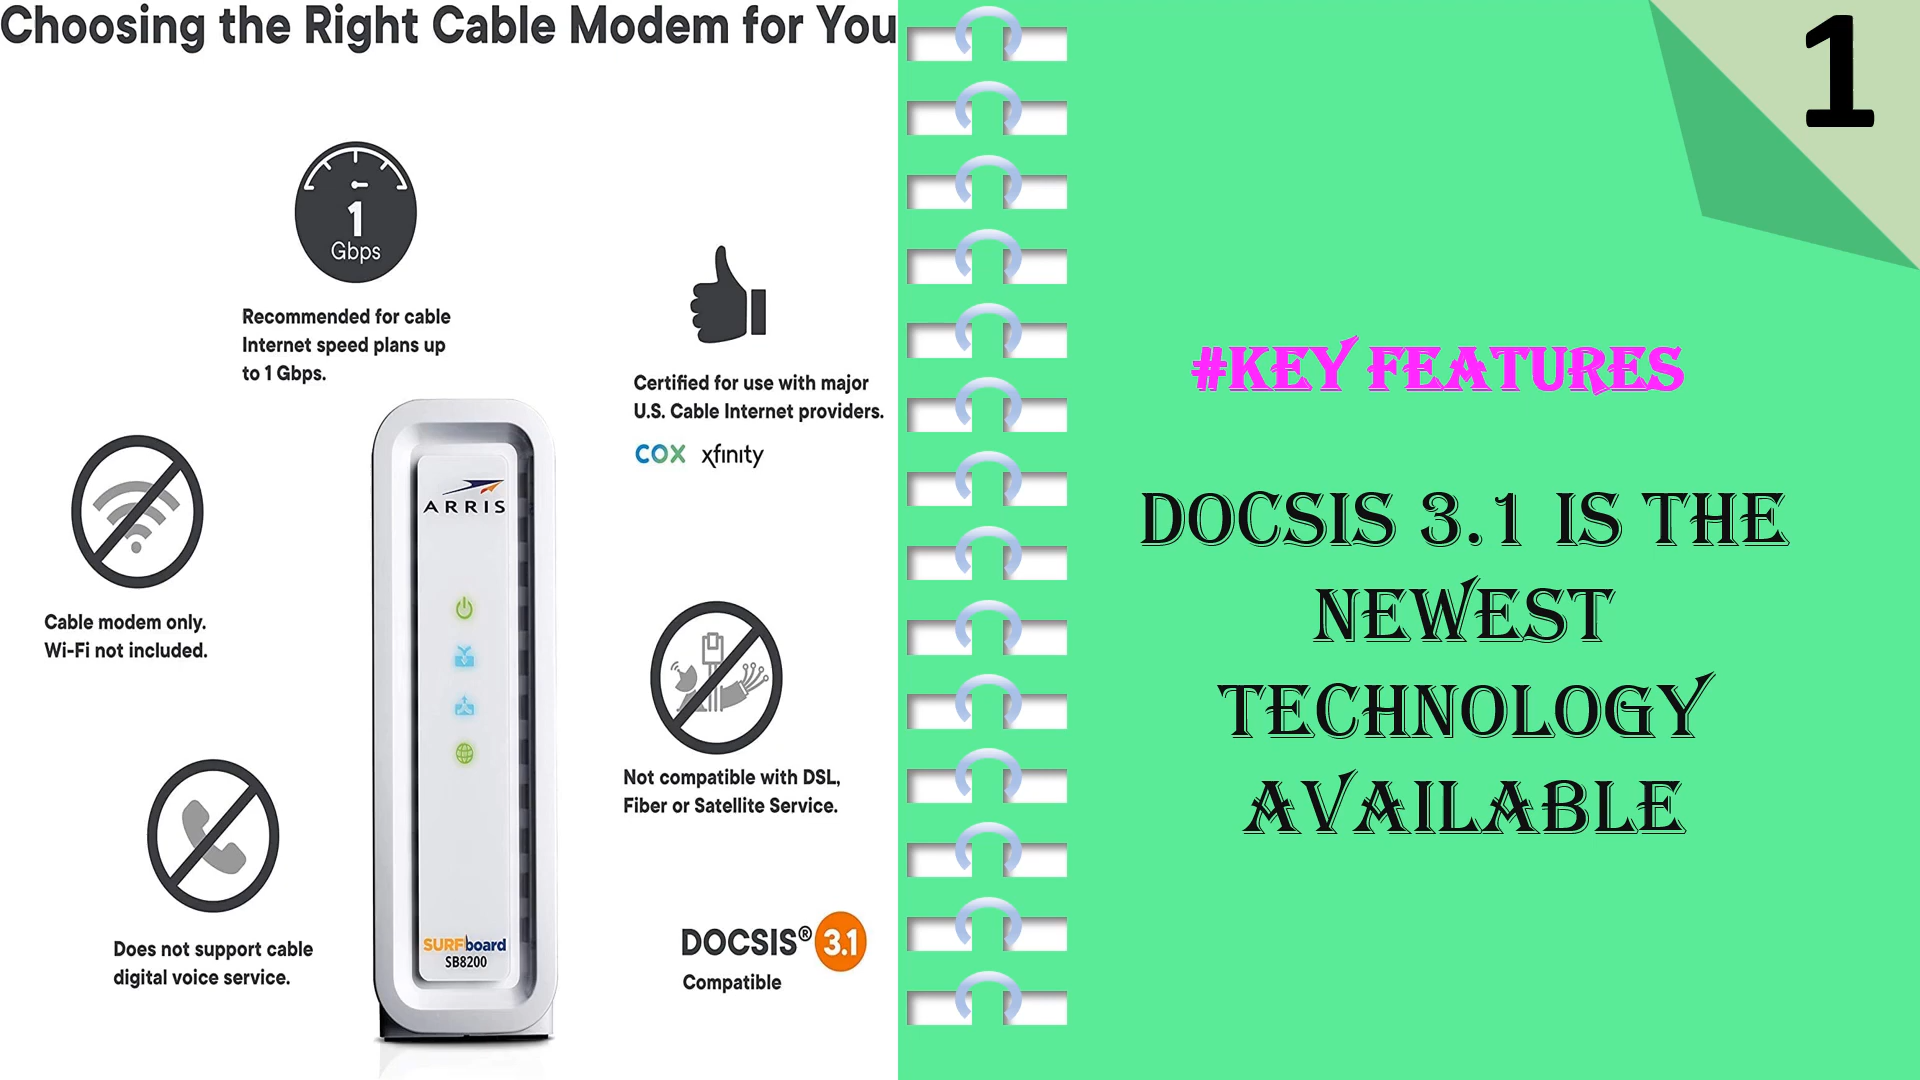 Choosing the Right Cable Modem for You
1
Gbps
Recommended for cable
Internet speed plans up
to 1 Gbps.
Certified for use with major
U.S. Cable Internet providers.
COX xfinity
Cable modem only.
Wi-Fi not included.
Not compatible with DSL,
Fiber or Satellite Service.
Does not support cable
digital voice service.
DOCSIS® 3.1
Compatible
ARRIS
SURFboard
SB8200
1
#KEY FEATURES
DOCSIS 3.1 IS THE
NEWEST
TECHNOLOGY
AVAILABLE